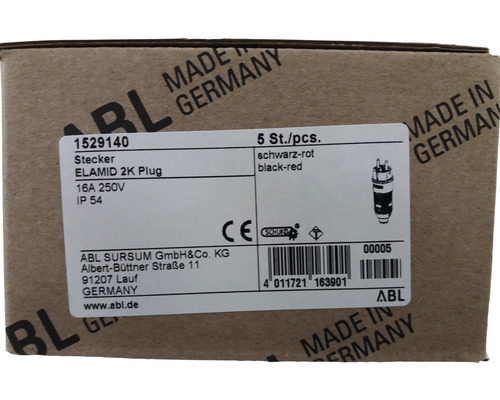 ABL MADE IN
GERMANY
ABL MADE IN
GERMANY
1529140
5 St./pcs.
Stecker
ELAMID 2K Plug
schwarz-rot
black-red
16A 250V
IP 54
CE
SCHUKO
ABL SURSUM GmbH&Co. KG
Albert-Büttner Straße 11
91207 Lauf
GERMANY
www.abl.de
00005
4 011721 163901
ABL
ABL MADE IN
GERMANY